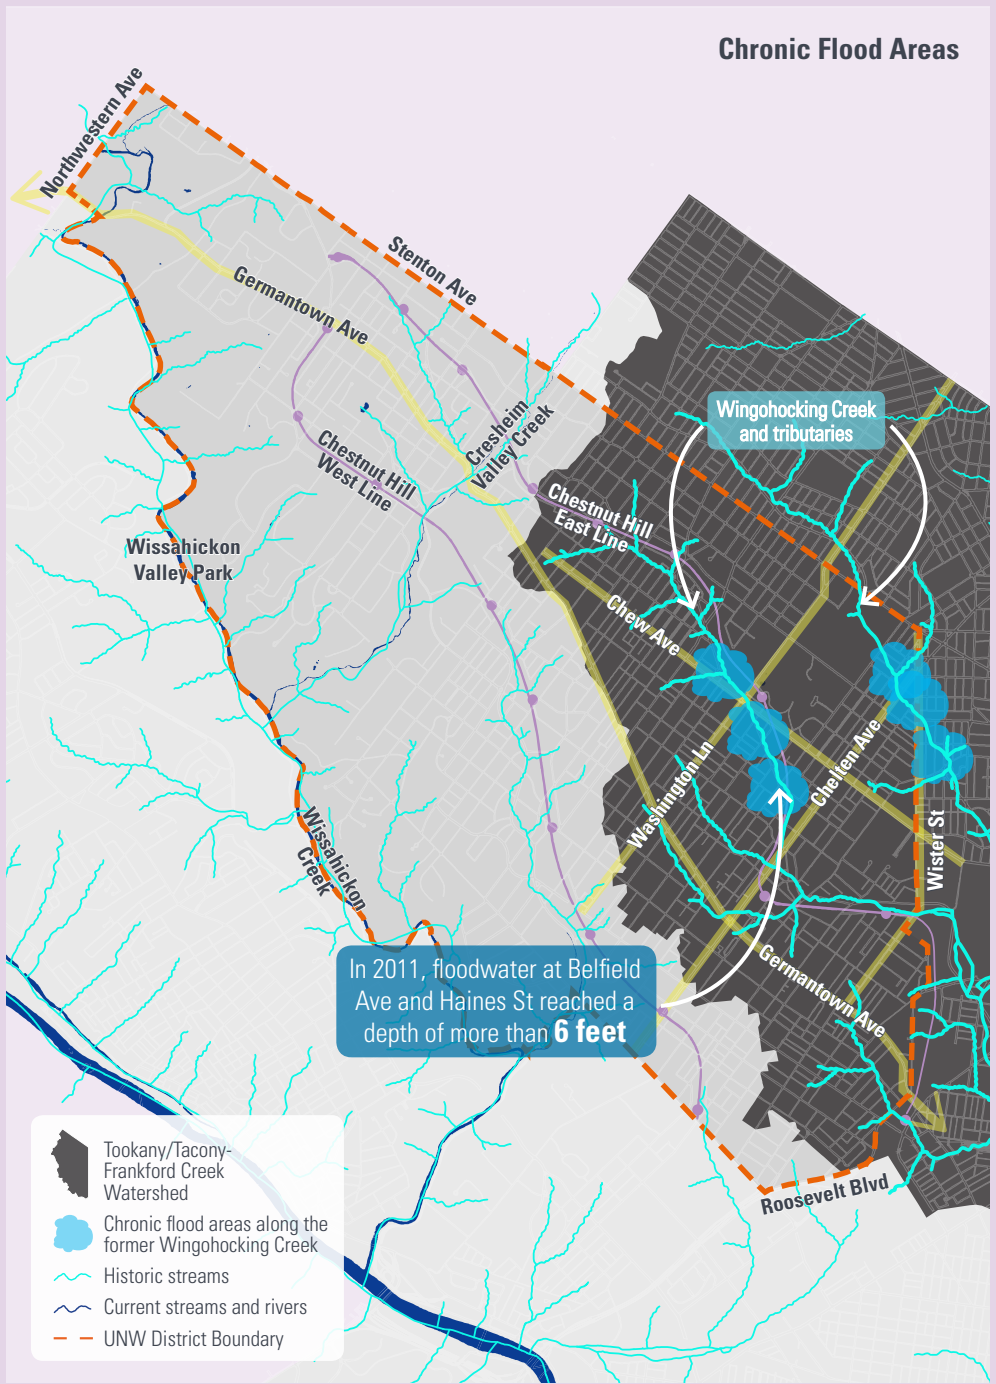 Chronic Flood Areas
Northwestern Ave
Stenton Ave
Germantown Ave
Cresheim
Valley Creek
Wingohocking Creek
and tributaries
Chestnut Hill
West Line
Chestnut Hill
East Line
Wissahickon
Valley Park
Chew Ave
Washington Ln
Chelten Ave
Wister St
Wissahickon
Creek
In 2011, floodwater at Belfield
Ave and Haines St reached a
depth of more than 6 feet
Germantown Ave
Roosevelt Blvd
Tookany/Tacony-
Frankford Creek
Watershed
Chronic flood areas along the
former Wingohocking Creek
Historic streams
Current streams and rivers
UNW District Boundary